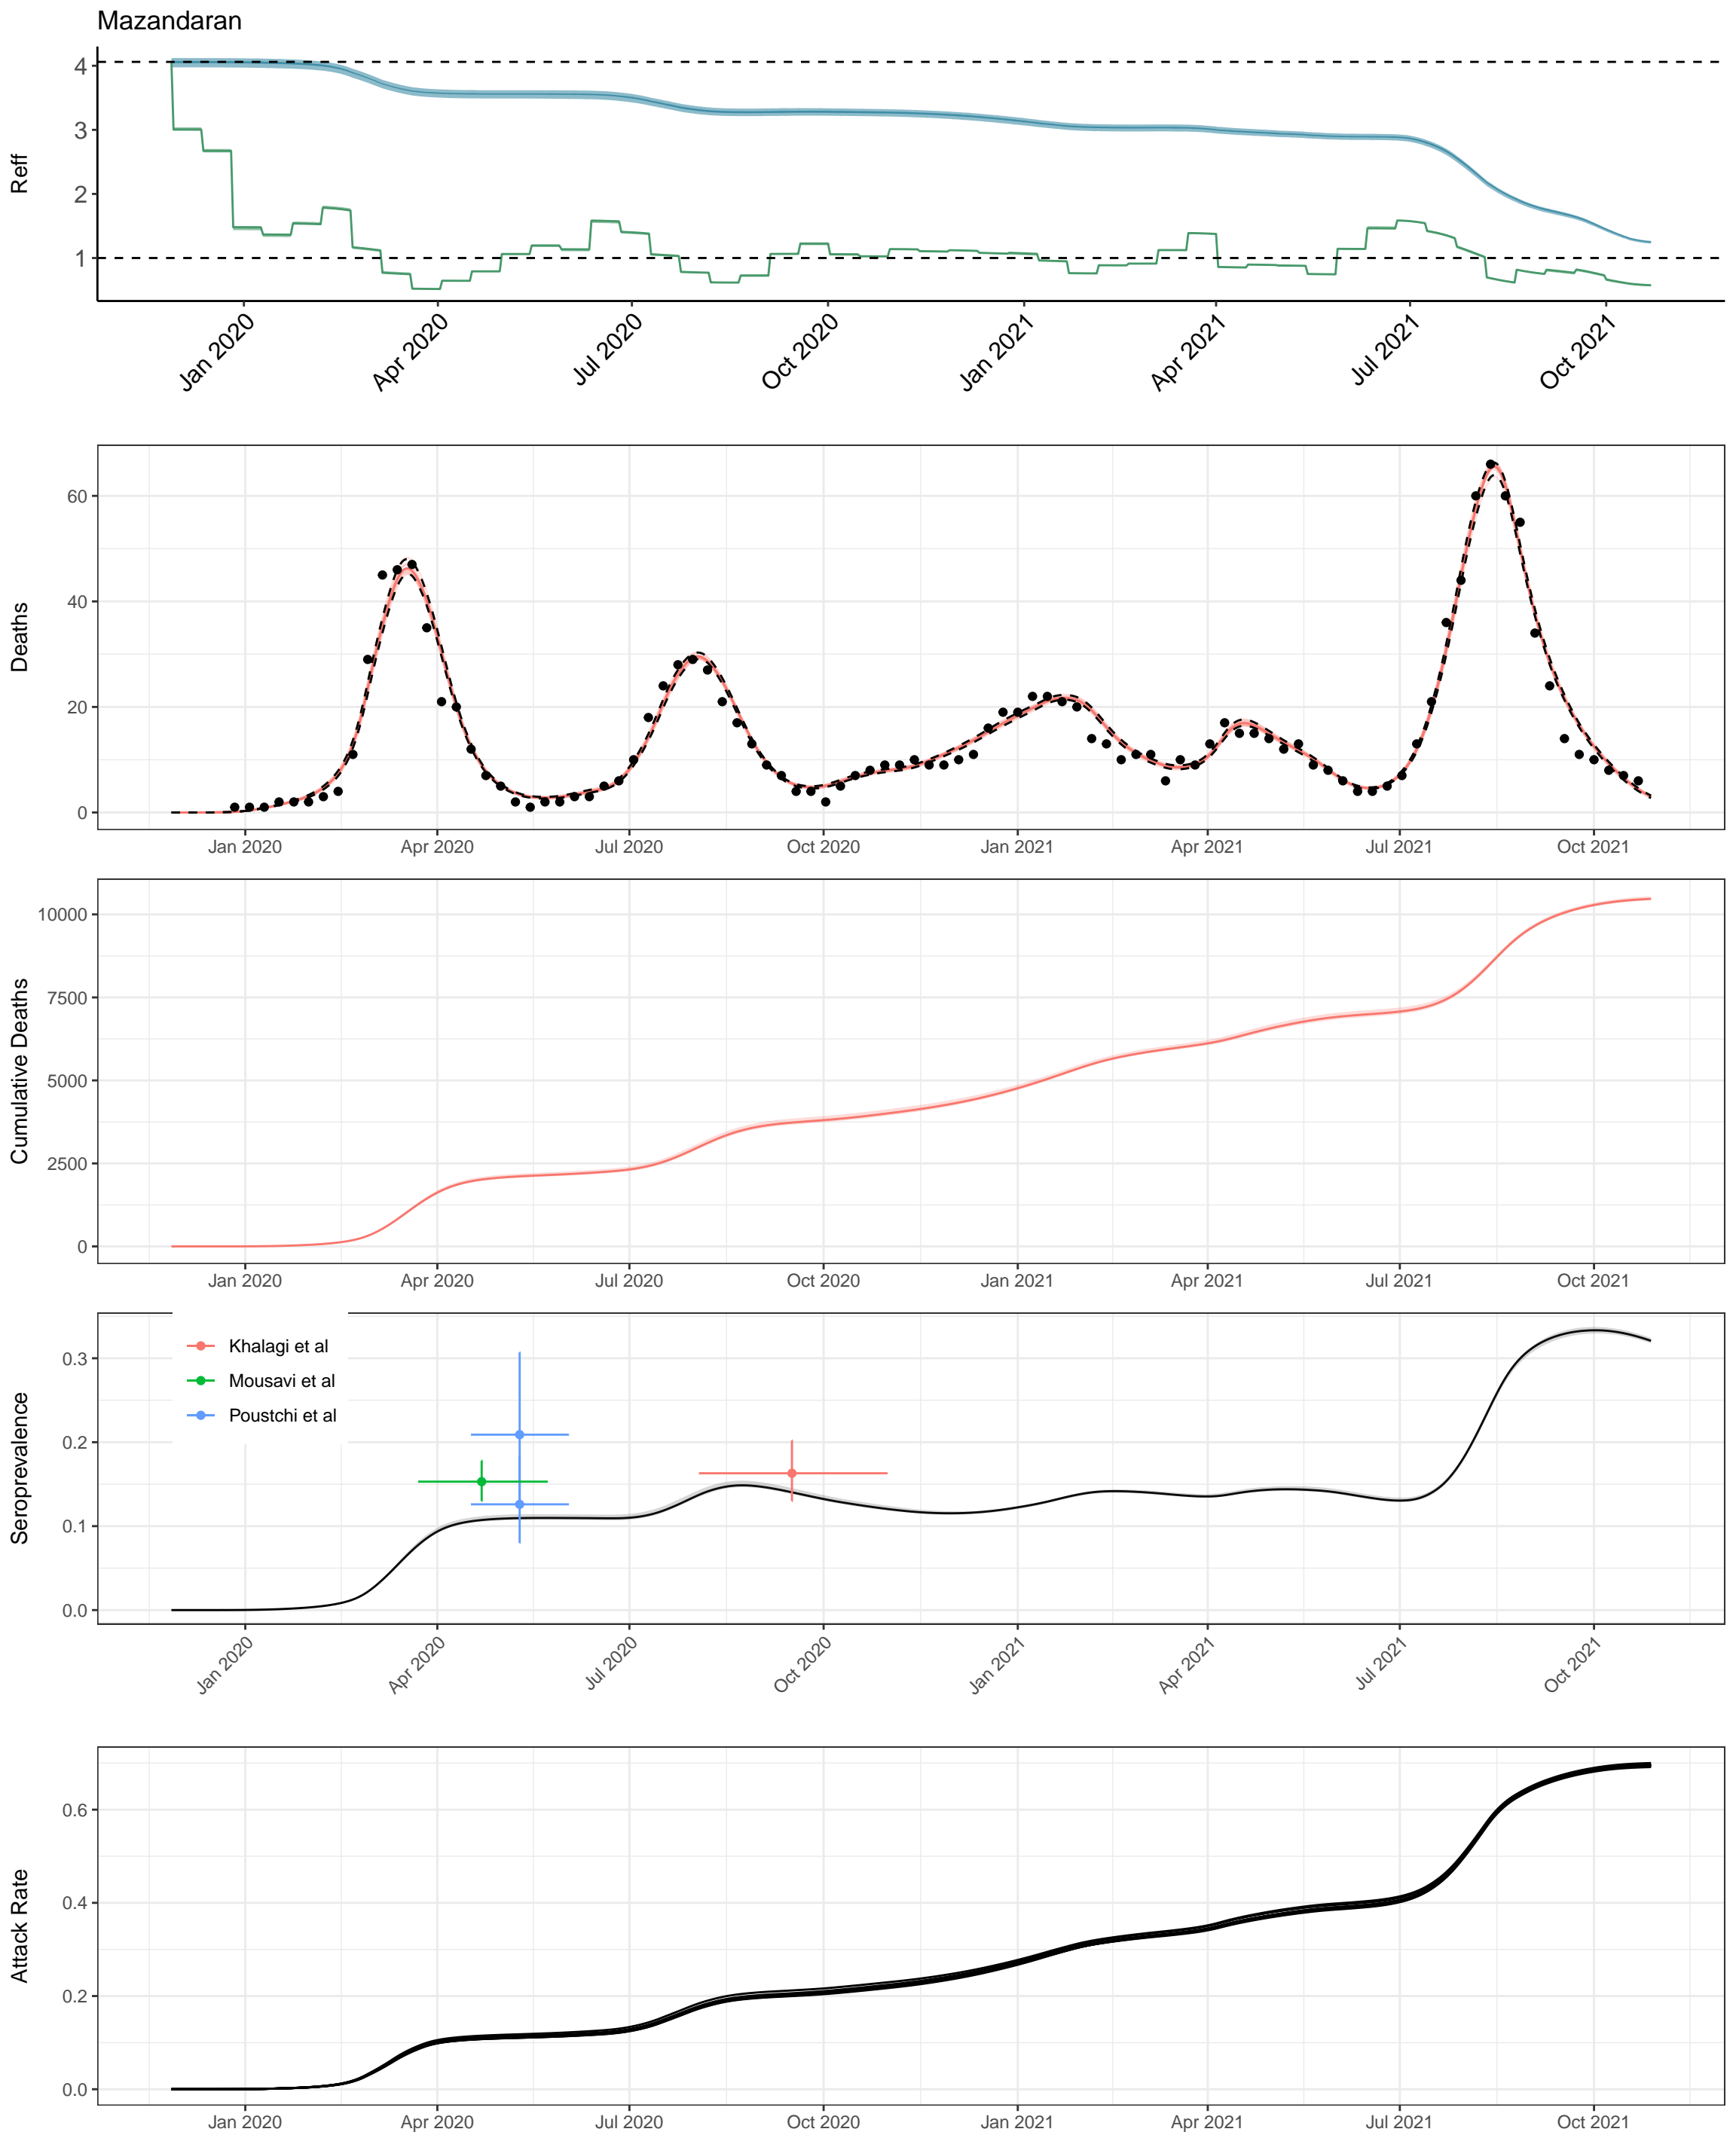 Mazandaran
Reff
4
3
2
1
Jan 2020
Apr 2020
Jul 2020
Oct 2020
Jan 2021
Apr 2021
Jul 2021
Oct 2021
Deaths
60
40
20
0
Jan 2020
Apr 2020
Jul 2020
Oct 2020
Jan 2021
Apr 2021
Jul 2021
Oct 2021
Cumulative Deaths
10000
7500
5000
2500
0
Jan 2020
Apr 2020
Jul 2020
Oct 2020
Jan 2021
Apr 2021
Jul 2021
Oct 2021
Seroprevalence
0.3
0.2
0.1
0.0
Khalagi et al
Mousavi et al
Poustchi et al
Jan 2020
Apr 2020
Jul 2020
Oct 2020
Jan 2021
Apr 2021
Jul 2021
Oct 2021
Attack Rate
0.6
0.4
0.2
0.0
Jan 2020
Apr 2020
Jul 2020
Oct 2020
Jan 2021
Apr 2021
Jul 2021
Oct 2021